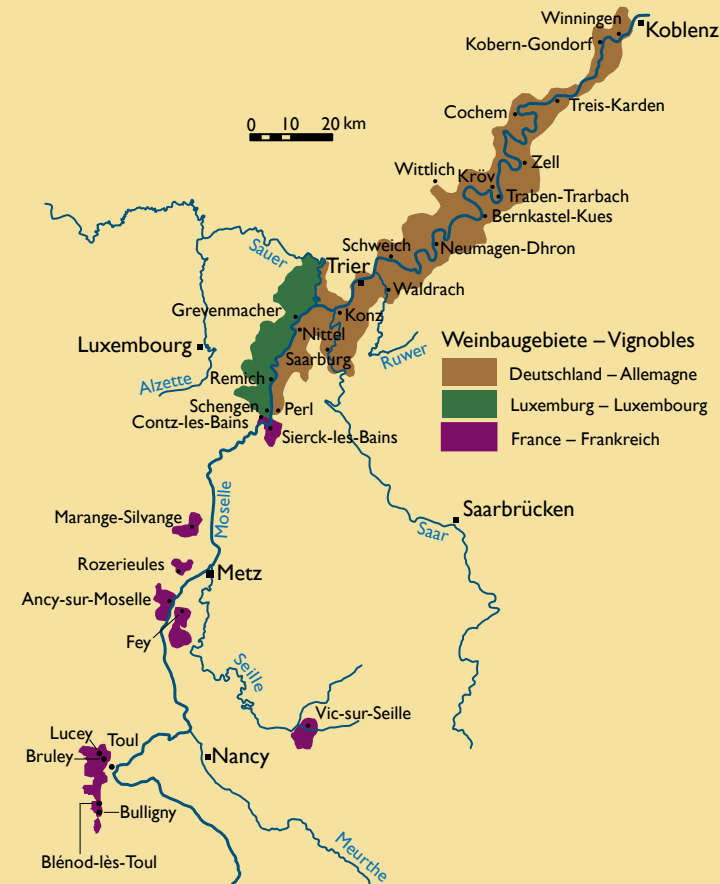 Winningen
Koblenz
Kobern-Gondorf
Treis-Karden
Cochem
0 10 20 km
Zell
Wittlich
Kröv
Traben-Trarbach
Bernkastel-Kues
Schweich
Neumagen-Dhron
Sauer
Trier
Waldrach
Grevenmacher
Konz
Nittel
Luxembourg
Saarburg
Ruwer
Weinbaugebiete – Vignobles
Deutschland – Allemagne
Luxemburg – Luxembourg
France – Frankreich
Alzette
Remich
Schengen
Perl
Contz-les-Bains
Sierck-les-Bains
Moselle
Marange-Silvange
Saarbrücken
Saar
Rozerieules
Metz
Ancy-sur-Moselle
Fey
Seille
Vic-sur-Seille
Lucey
Toul
Bruley
Nancy
Bulligny
Blénod-lès-Toul
Meurthe